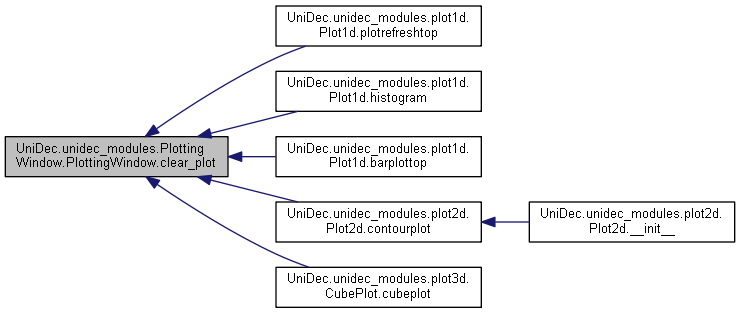 UniDec.unidec_modules.plot1d.
Plot1d.plotrefreshtop
UniDec.unidec_modules.plot1d.
Plot1d.histogram
UniDec.unidec_modules.Plotting
Window.PlottingWindow.clear_plot
UniDec.unidec_modules.plot1d.
Plot1d.barplottop
UniDec.unidec_modules.plot2d.
Plot2d.contourplot
UniDec.unidec_modules.plot2d.
Plot2d.__init__
UniDec.unidec_modules.plot3d.
CubePlot.cubeplot